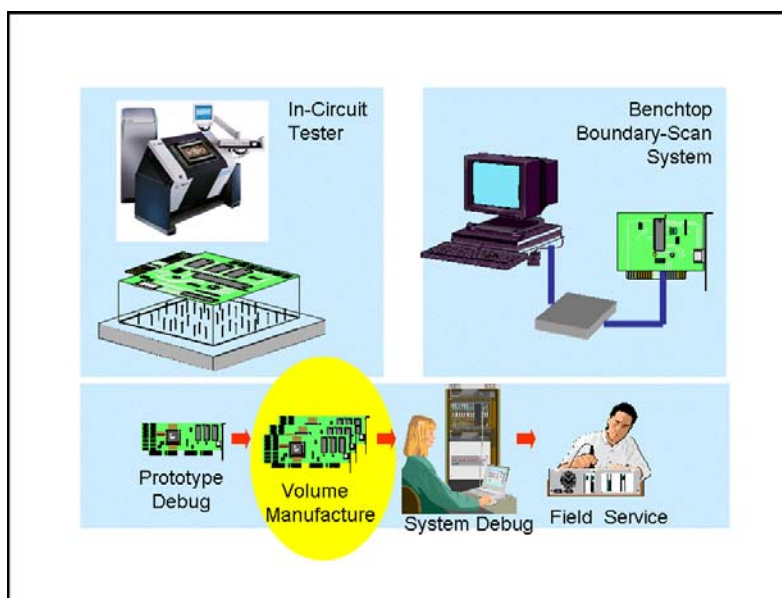 In-Circuit
Tester
Benchtop
Boundary-Scan
System
Prototype
Debug
Volume
Manufacture
System Debug
Field Service